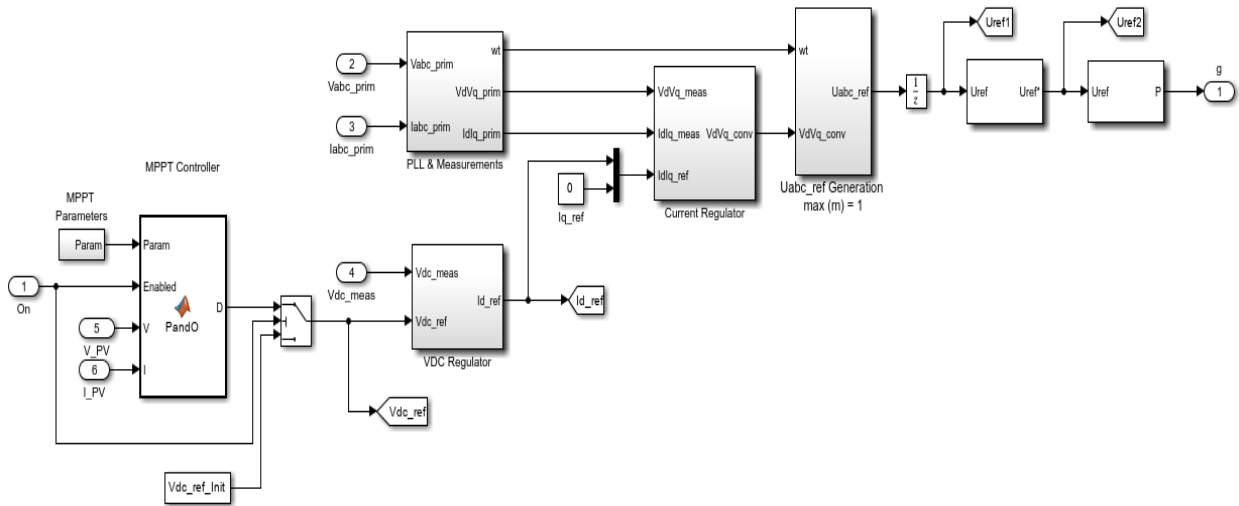 Uref1
Uref2
wt
wt
2
Vabc_prim
Vabc_prim
VdVq_prim
VdVq_meas
Uabc_ref
1
z
Uref
Uref*
Uref
P
g
1
3
Iabc_prim
Iabc_prim
IdIq_prim
IdIq_meas
VdVq_conv
VdVq_conv
PLL & Measurements
IdIq_ref
0
Iq_ref
Current Regulator
Uabc_ref Generation
max (m) = 1
MPPT Controller
MPPT
Parameters
Param
Param
1
On
Enabled
D
PandO
5
V_PV
V
6
I_PV
I
4
Vdc_meas
Vdc_meas
Vdc_ref
Id_ref
VDC Regulator
Id_ref
Vdc_ref
Vdc_ref_Init